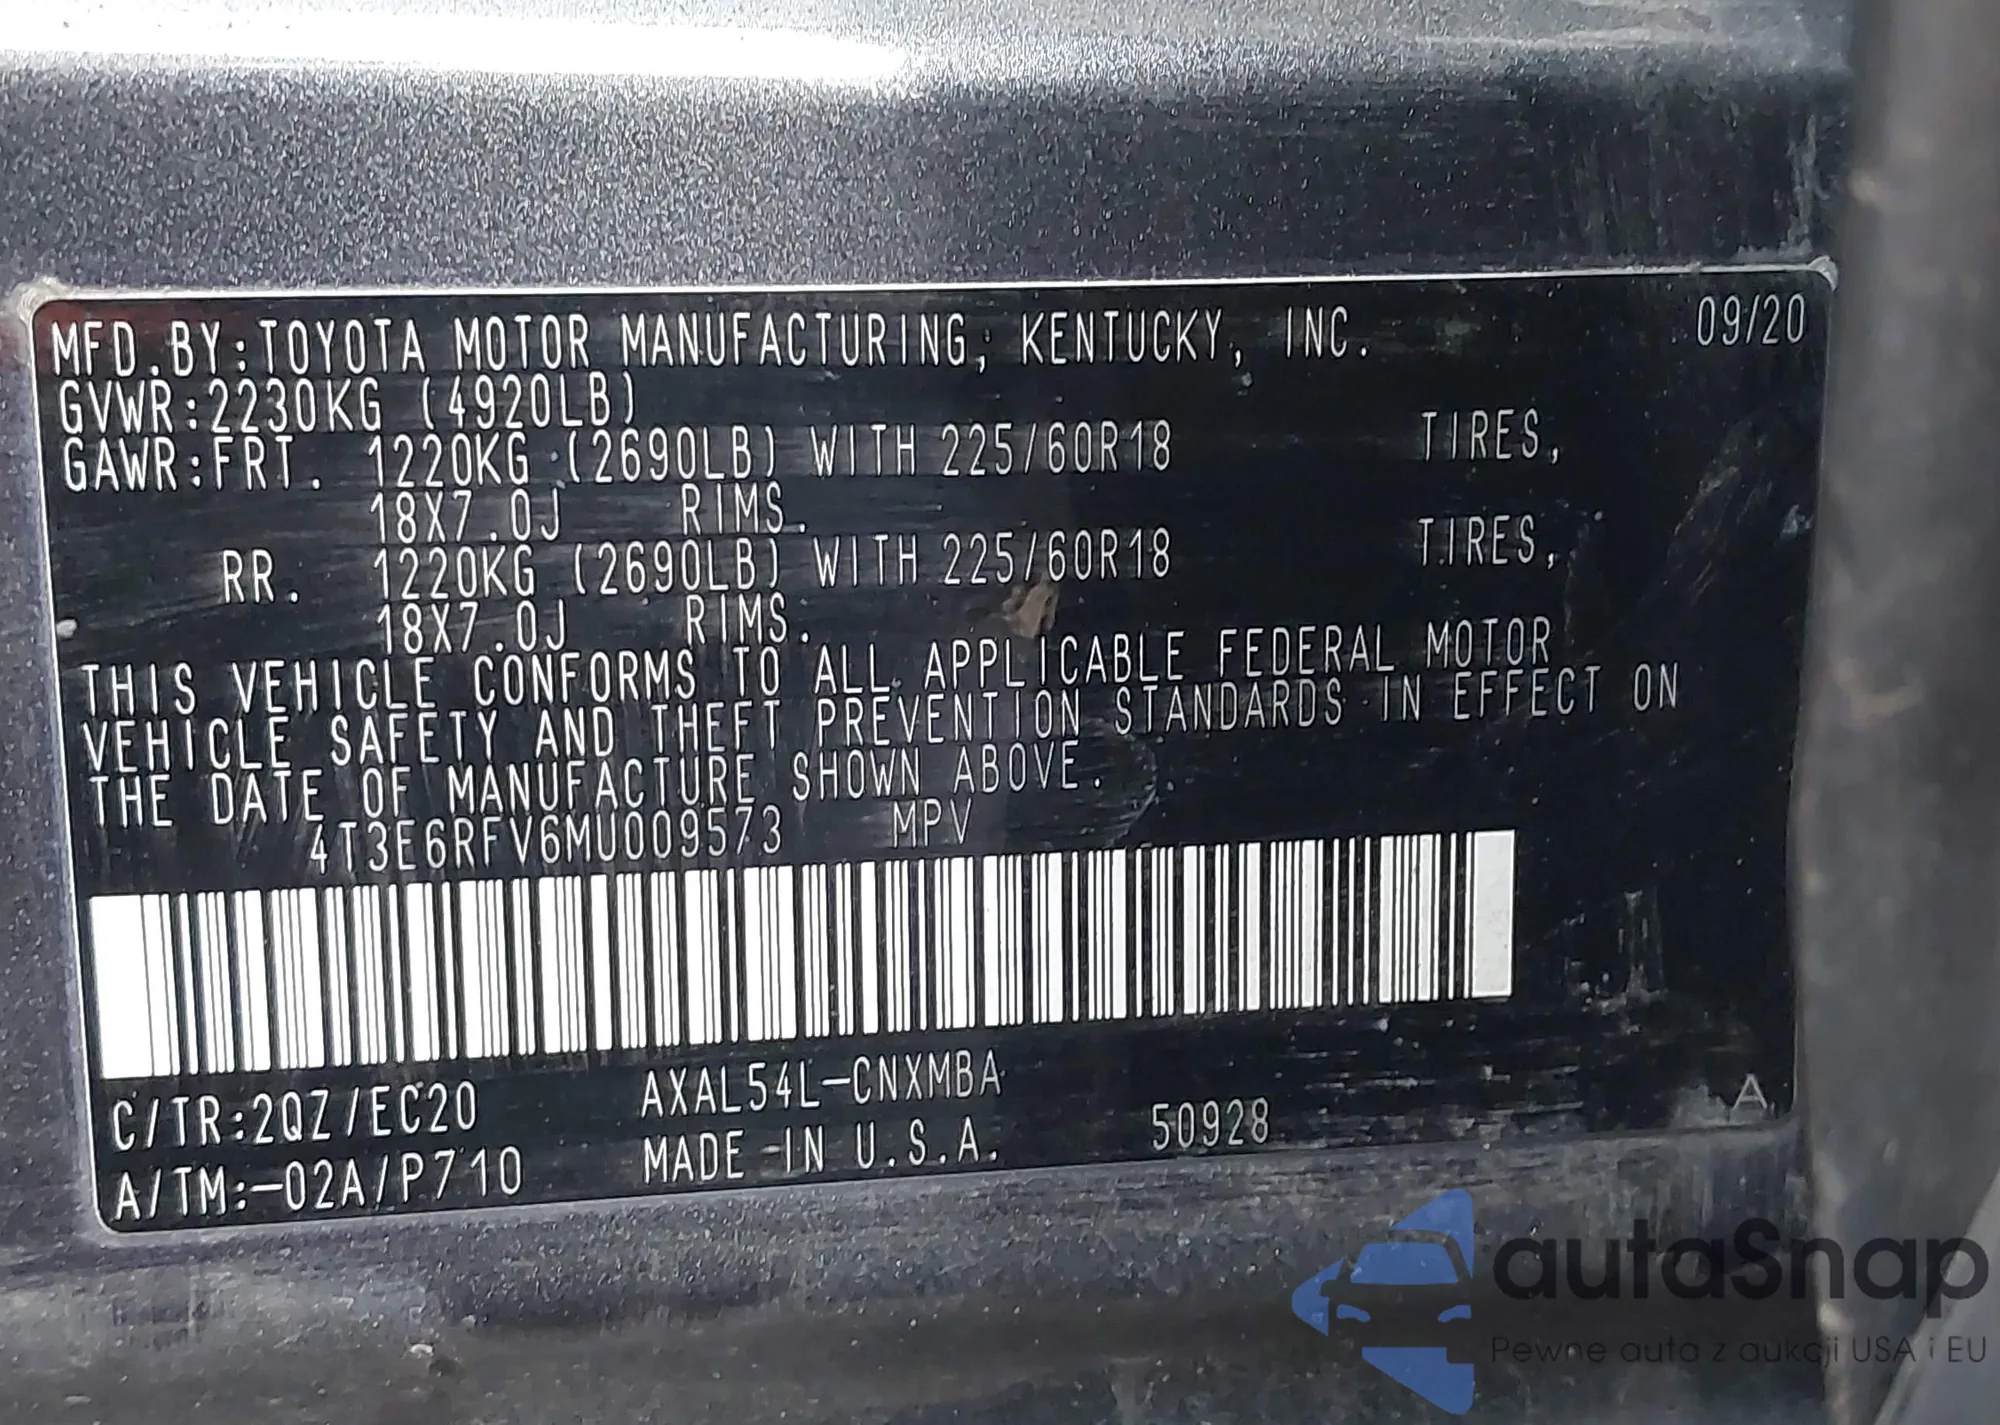 MFD.BY:TOYOTA MOTOR MANUFACTURING, KENTUCKY, INC. 09/20
GVWR:2230KG (4920LB)
GAWR:FRT. 1220KG (2690LB) WITH 225/60R18 TIRES,
18X7.0J RIMS.
RR. 1220KG (2690LB) WITH 225/60R18 TIRES,
18X7.0J RIMS.
THIS VEHICLE CONFORMS TO ALL APPLICABLE FEDERAL MOTOR
VEHICLE SAFETY AND THEFT PREVENTION STANDARDS IN EFFECT ON
THE DATE OF MANUFACTURE SHOWN ABOVE.
4T3E6RFV6MU009573 MPV
C/TR:2QZ/EC20 AXAL54L-CNXMBA
A/TM:-02A/P710 MADE IN U.S.A. 50928 A
autaSnap
Pewne auta z aukcji USA i EU